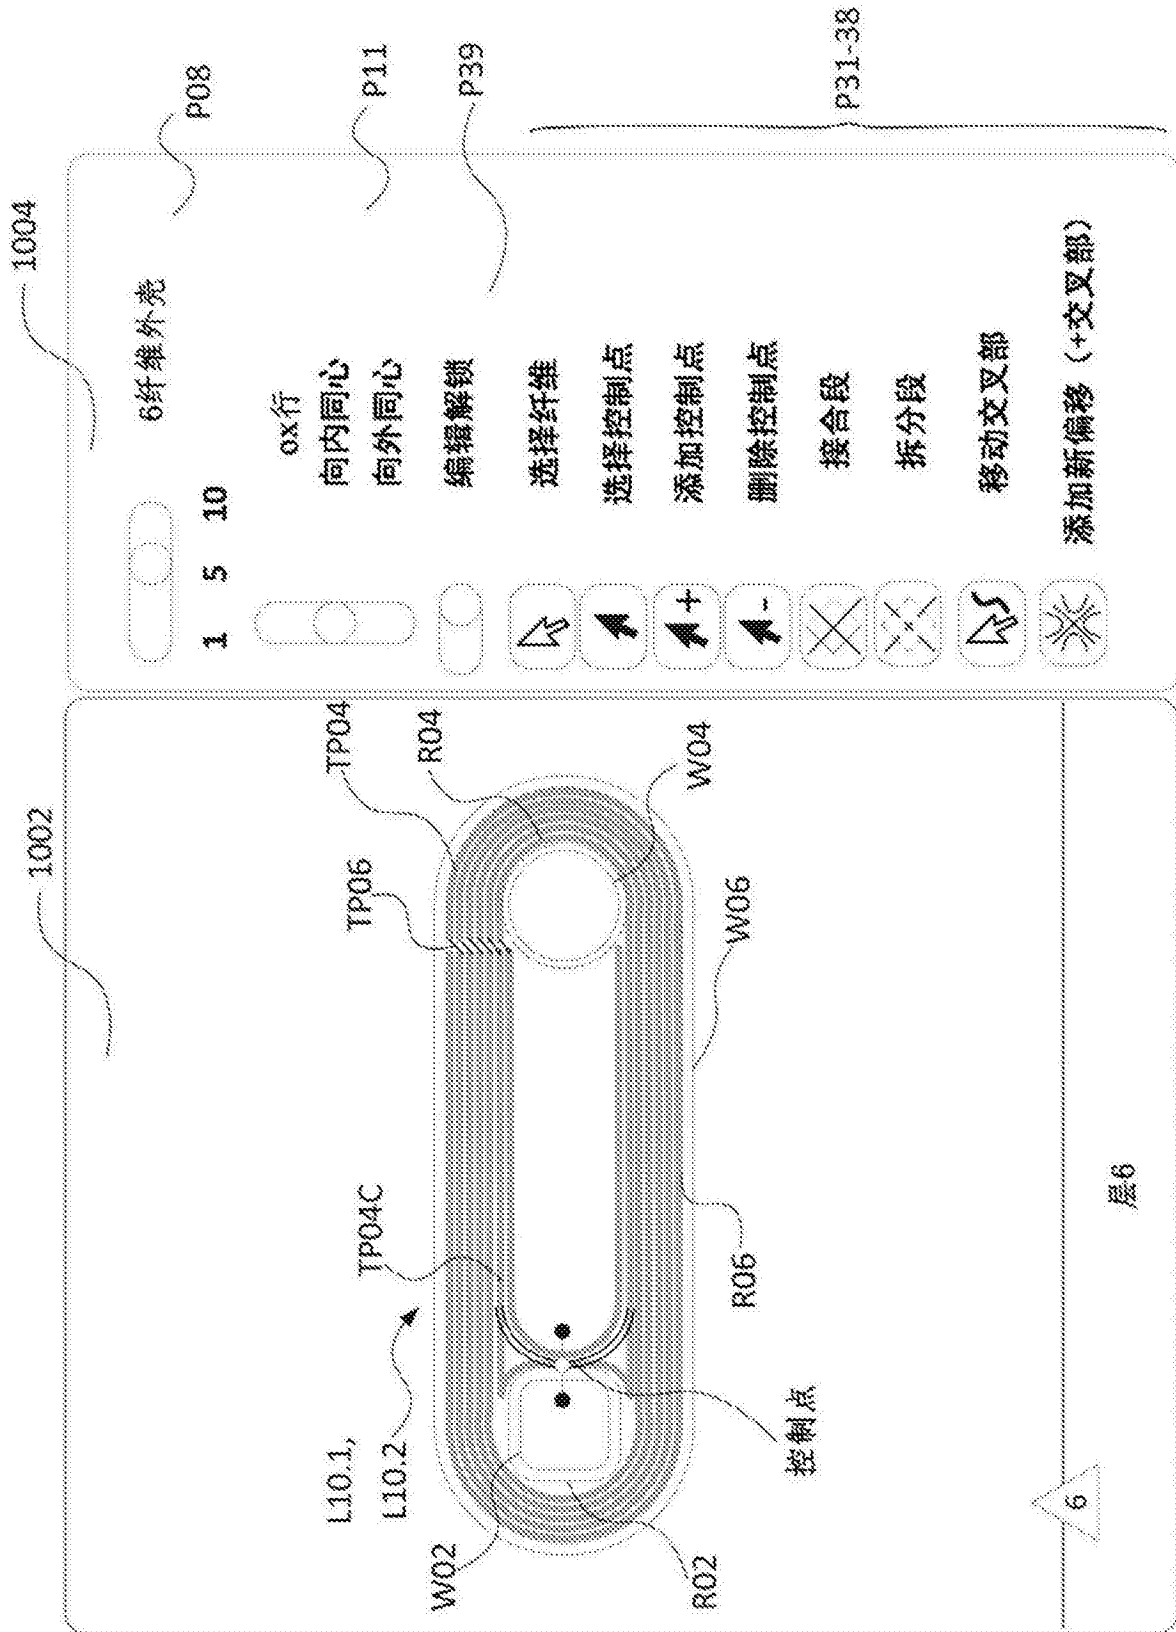 1002
1004
P08
P11
P39
P31-38
6纤维外壳
1 5 10
ox行
向内同心
向外同心
编辑解锁
选择纤维
选择控制点
添加控制点
+
删除控制点
-
接合段
拆分段
移动交叉部
添加新偏移（+交叉部）
L10.1,
L10.2
TP04C
TP06
TP04
R04
W04
W02
R02
控制点
R06
W06
6
层6